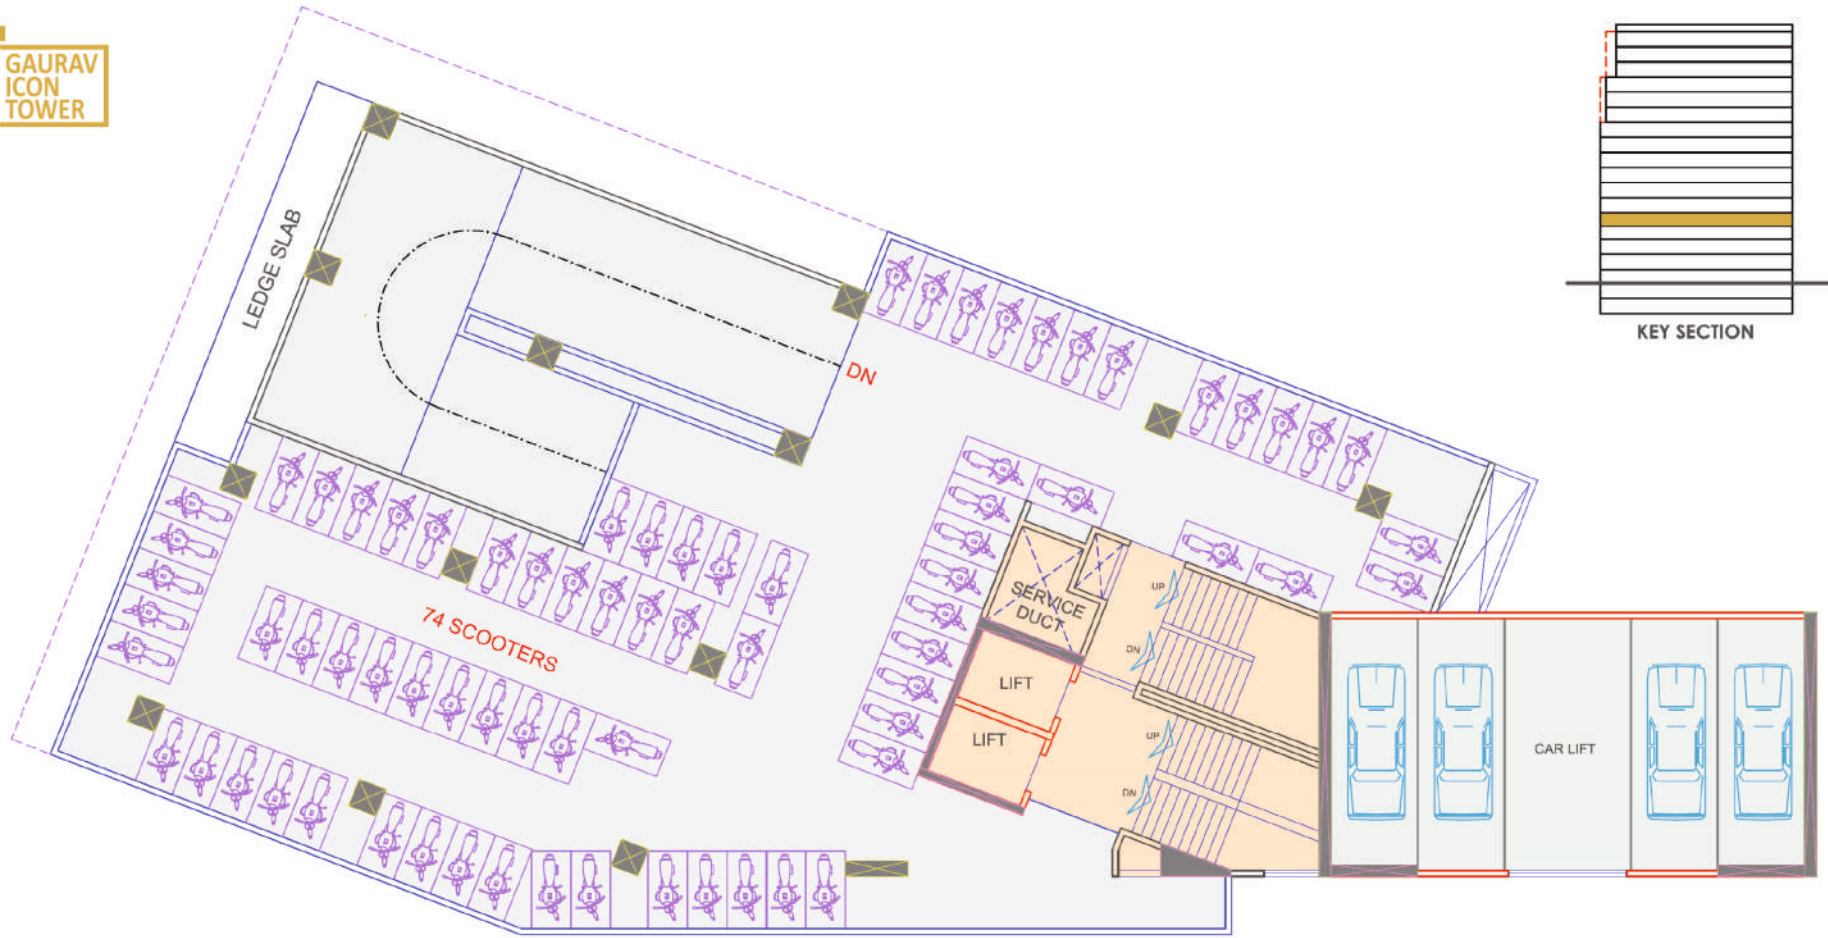 GAURAV
ICON
TOWER
KEY SECTION
LEDGE SLAB
DN
74 SCOOTERS
SERVICE
DUCT
UP
DN
LIFT
LIFT
UP
DN
CAR LIFT